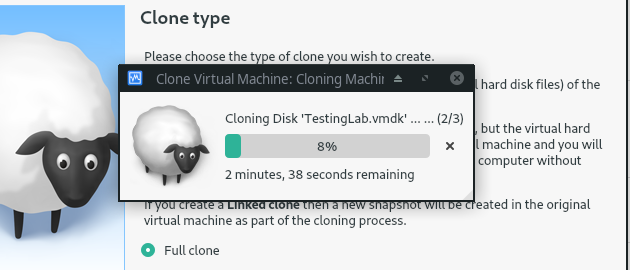 Clone type
Please choose the type of clone you wish to create.
Clone Virtual Machine: Cloning Machin
l hard disk files) of the
Cloning Disk 'TestingLab.vmdk' ... ... (2/3)
, but the virtual hard
8%
l machine and you will
computer without
2 minutes, 38 seconds remaining
If you create a Linked clone then a new snapshot will be created in the original
virtual machine as part of the cloning process.
Full clone